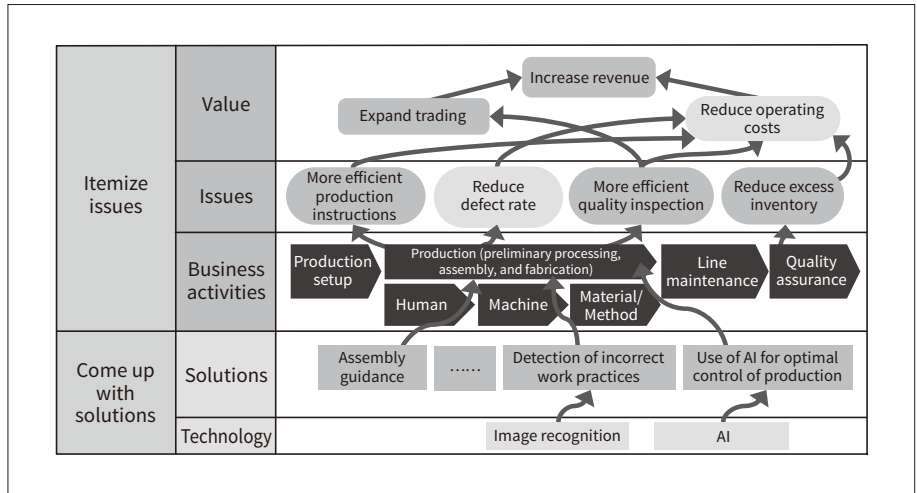 Itemize
issues
Value
Increase revenue
Expand trading
Reduce operating
costs
Issues
More efficient
production
instructions
Reduce
defect rate
More efficient
quality inspection
Reduce excess
inventory
Business
activities
Production
setup
Production (preliminary processing,
assembly, and fabrication)
Line
maintenance
Quality
assurance
Human
Machine
Material/
Method
Come up
with
solutions
Solutions
Assembly
guidance
……
Detection of incorrect
work practices
Use of AI for optimal
control of production
Technology
Image recognition
AI